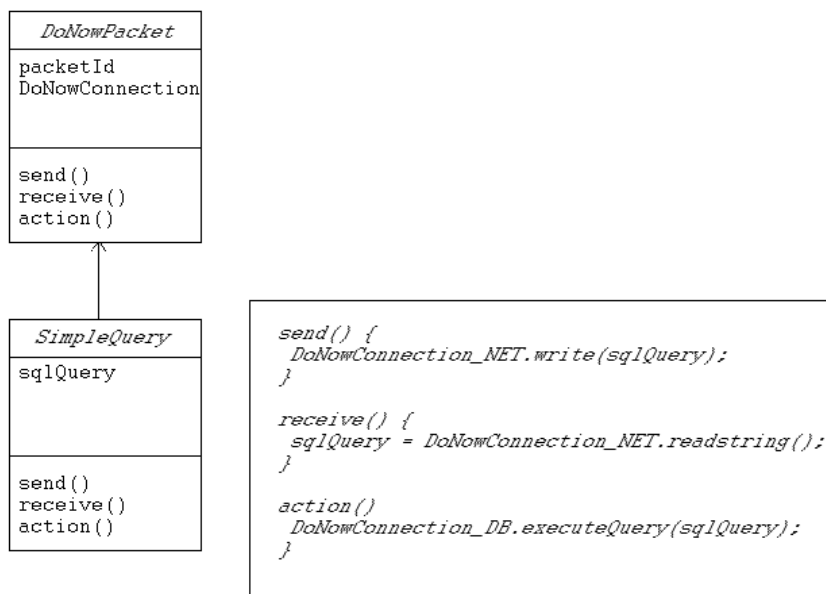 DoNowPacket
packetId
DoNowConnection
send()
receive()
action()
SimpleQuery
sqlQuery
send()
receive()
action()
send() {
DoNowConnection_NET.write(sqlQuery);
}
receive() {
sqlQuery = DoNowConnection_NET.readstring();
}
action()
DoNowConnection_DB.executeQuery(sqlQuery);
}